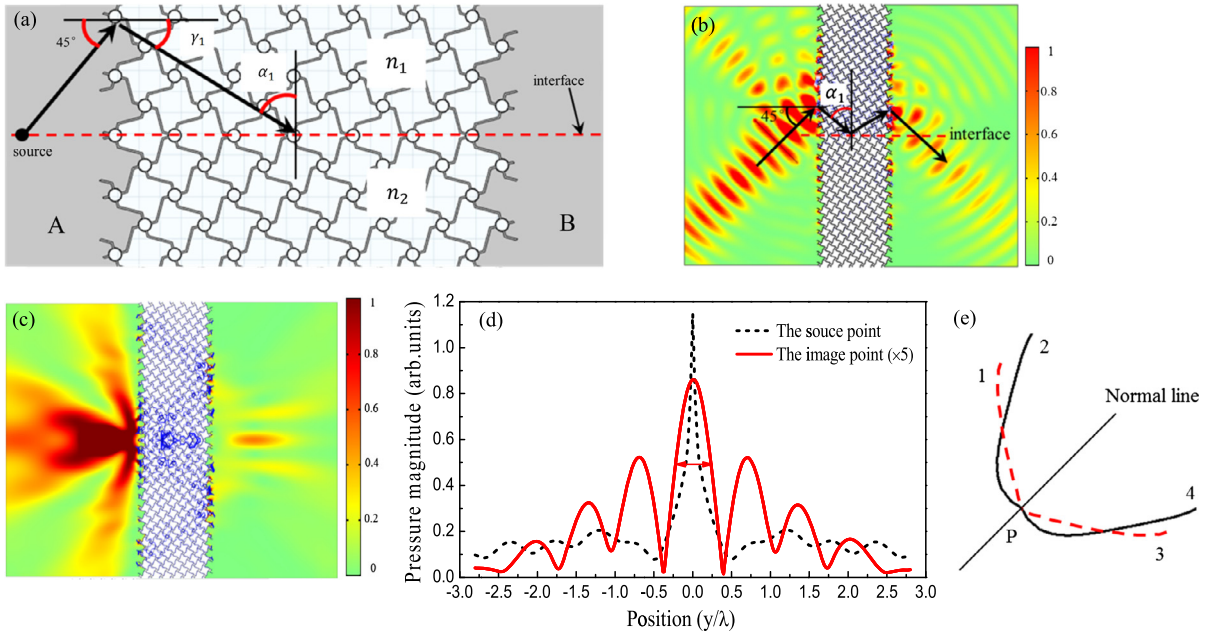 (a)
45°
γ₁
α₁
n₁
interface
source
n₂
A
B
(b)
α₁
45°
interface
1
0.8
0.6
0.4
0.2
0
(c)
1
0.8
0.6
0.4
0.2
0
(d)
Pressure magnitude (arb.units)
1.2
1.0
0.8
0.6
0.4
0.2
0.0
The souce point
The image point (×5)
-3.0 -2.5 -2.0 -1.5 -1.0 -0.5 0.0 0.5 1.0 1.5 2.0 2.5 3.0
Position (y/λ)
(e)
2
1
Normal line
4
P
3